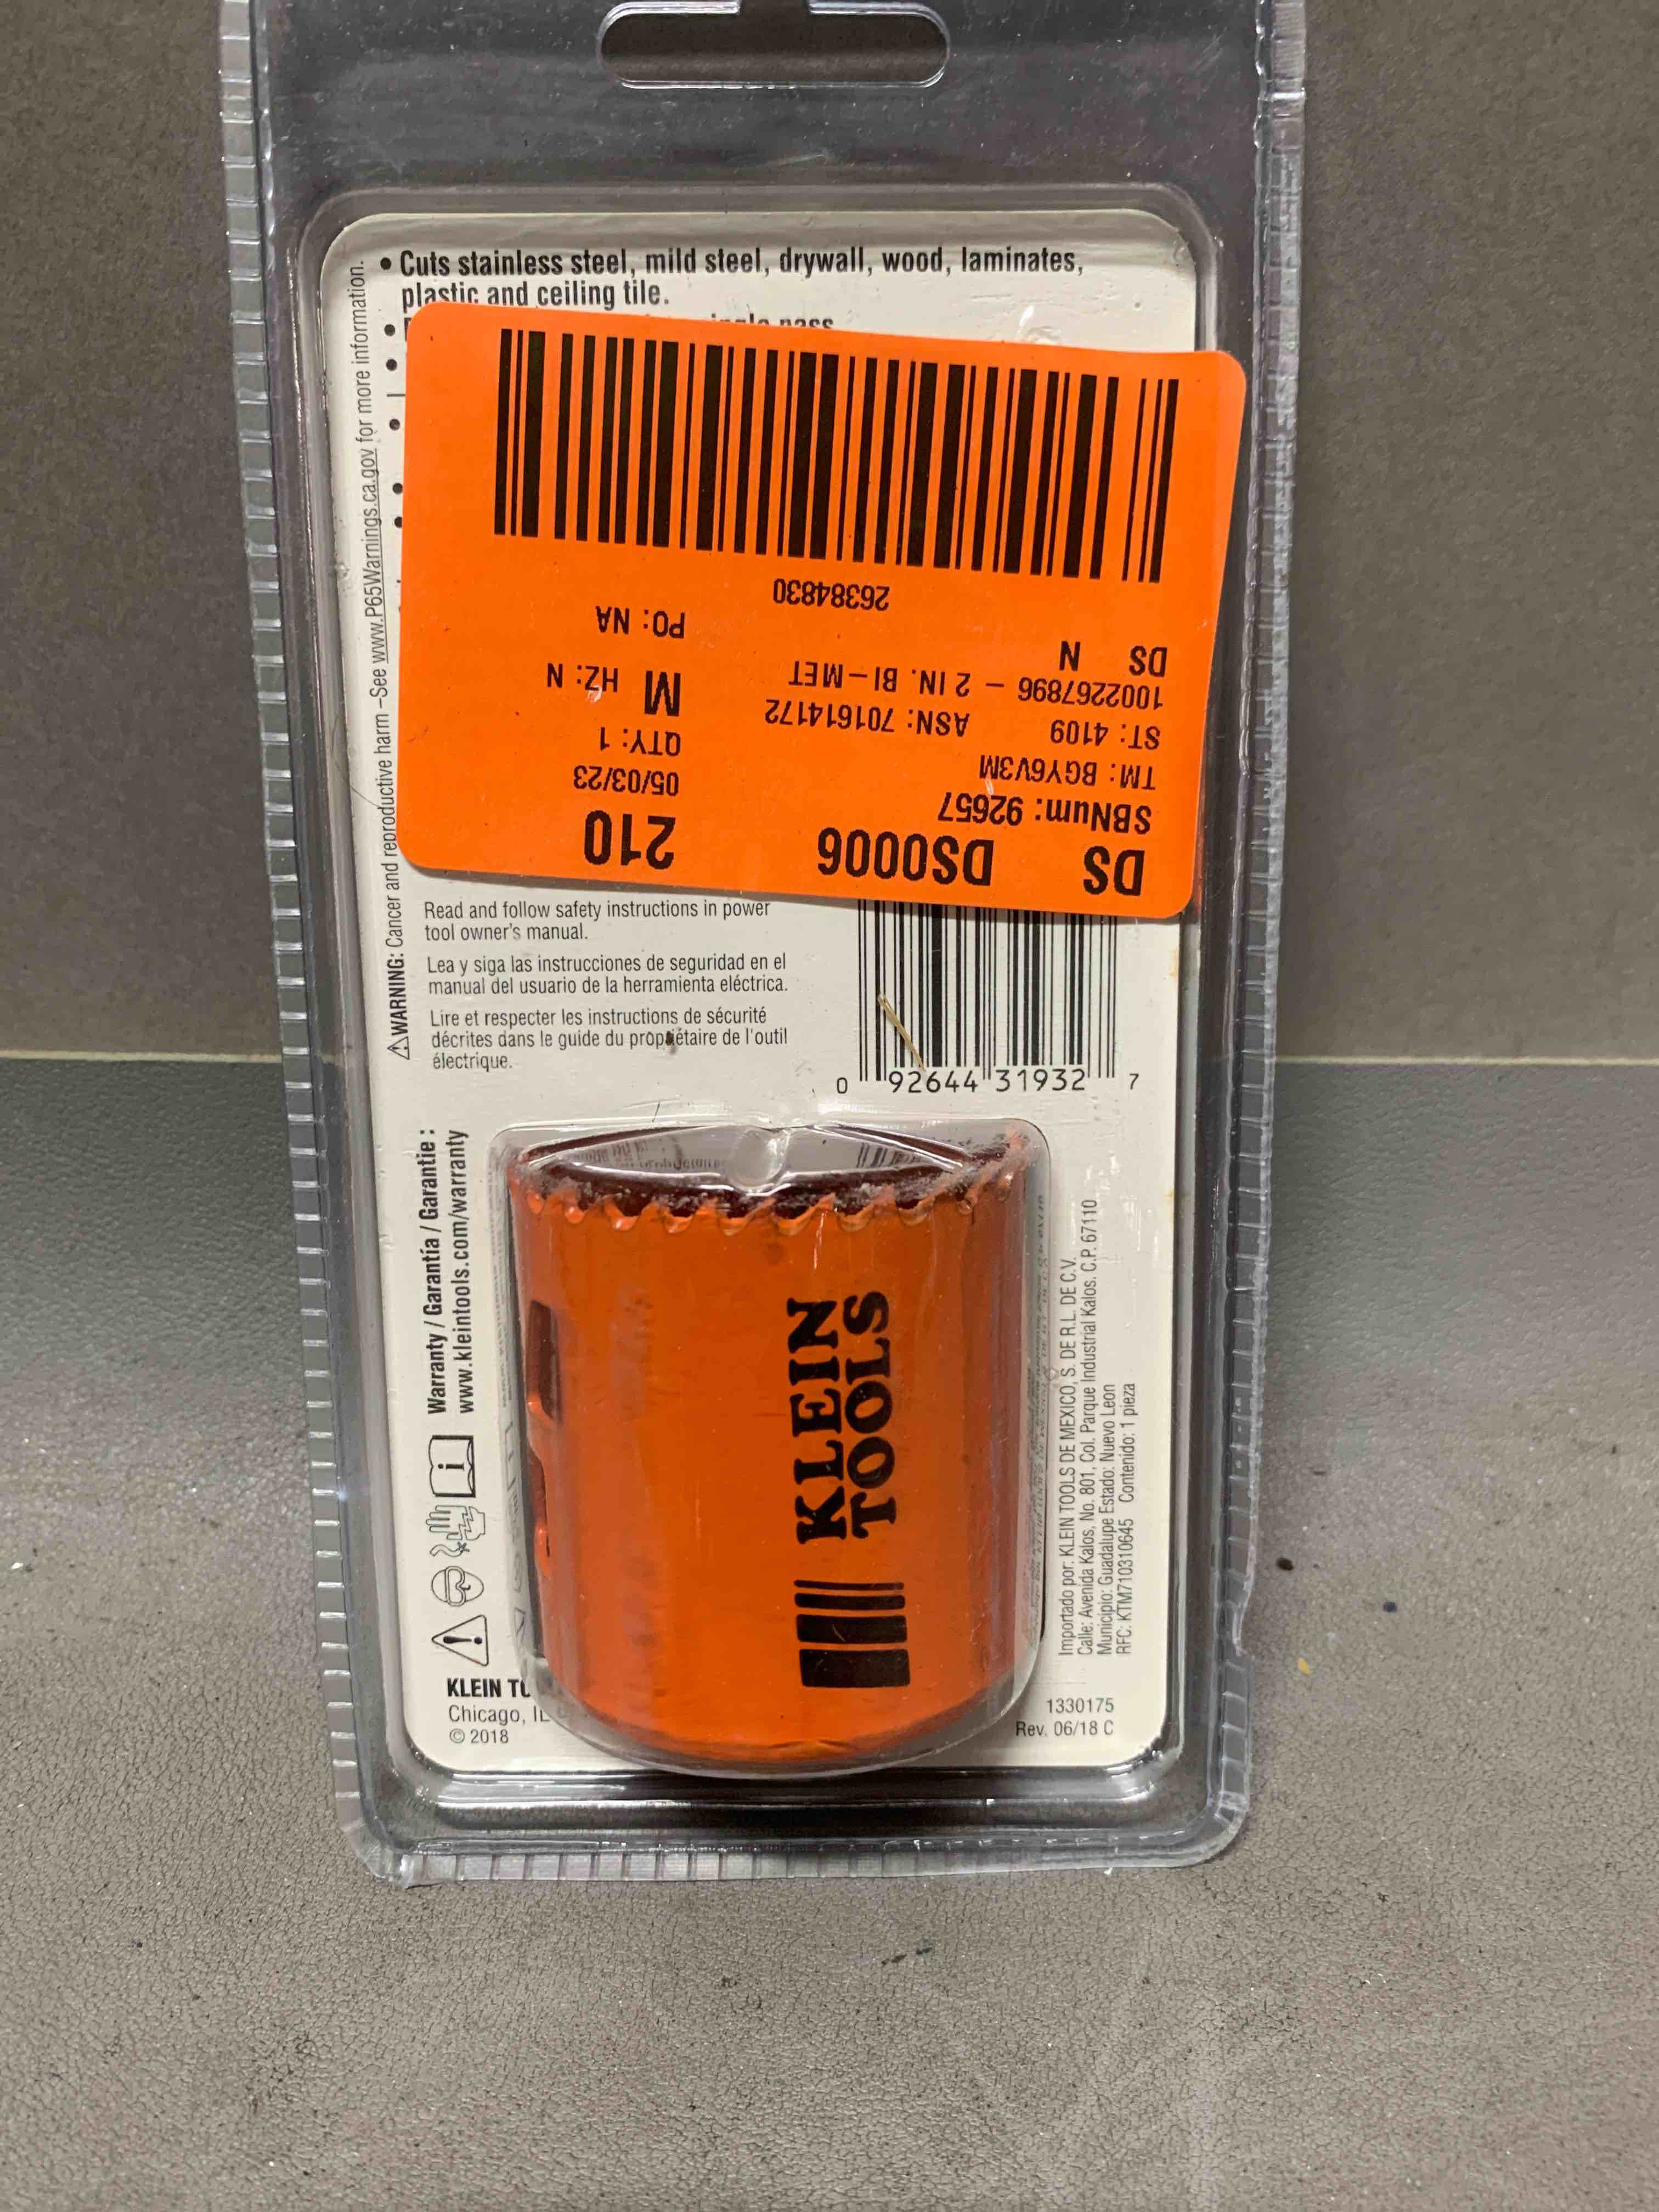 • Cuts stainless steel, mild steel, drywall, wood, laminates,
plastic and ceiling tile.
single pass
⚠WARNING: Cancer and reproductive harm –See www.P65Warnings.ca.gov for more information.
DS DS0006 210
SBNum: 92657 05/03/23
TM: BGY6V3M QTY: 1
ST: 4109 ASN: 701614172 M HZ: N
1002267896 - 2 IN. BI-MET
DS N PO: NA
26384830
Read and follow safety instructions in power
tool owner's manual.
Lea y siga las instrucciones de seguridad en el
manual del usuario de la herramienta eléctrica.
Lire et respecter les instructions de sécurité
décrites dans le guide du propriétaire de l'outil
électrique.
0 92644 31932 7
Warranty / Garantía / Garantie :
www.kleintools.com/warranty
KLEIN
TOOLS
Importado por: KLEIN TOOLS DE MEXICO, S. DE R.L. DE C.V.
Calle: Avenida Kalos, No. 801, Col. Parque Industrial Kalos. C.P. 67110
Municipio: Guadalupe Estado: Nuevo Leon
RFC: KTM710310645 Contenido: 1 pieza
KLEIN
Chicago, IL
© 2018
1330175
Rev. 06/18 C